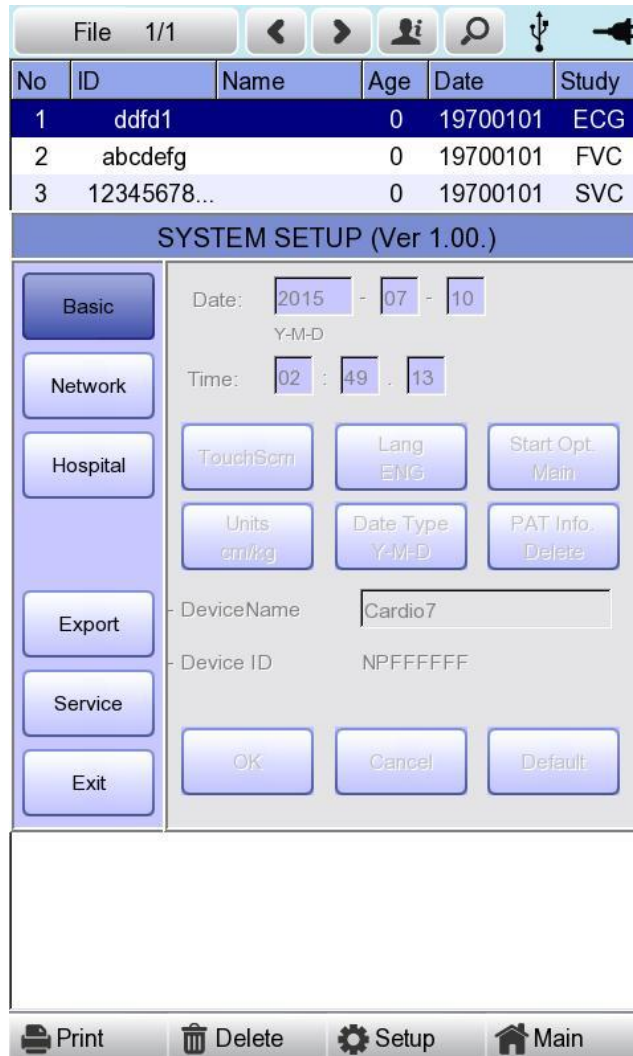 File 1/1
No ID Name Age Date Study
1 ddfd1 0 19700101 ECG
2 abcdefg 0 19700101 FVC
3 12345678... 0 19700101 SVC
SYSTEM SETUP (Ver 1.00.)
Basic
Network
Hospital
Export
Service
Exit
Date: 2015 - 07 - 10
Y-M-D
Time: 02 : 49 . 13
TouchScrn
Lang
ENG
Start Opt.
Main
Units
cm/kg
Date Type
Y-M-D
PAT Info.
Delete
- DeviceName Cardio7
- Device ID NPFFFFFF
OK Cancel Default
Print Delete Setup Main